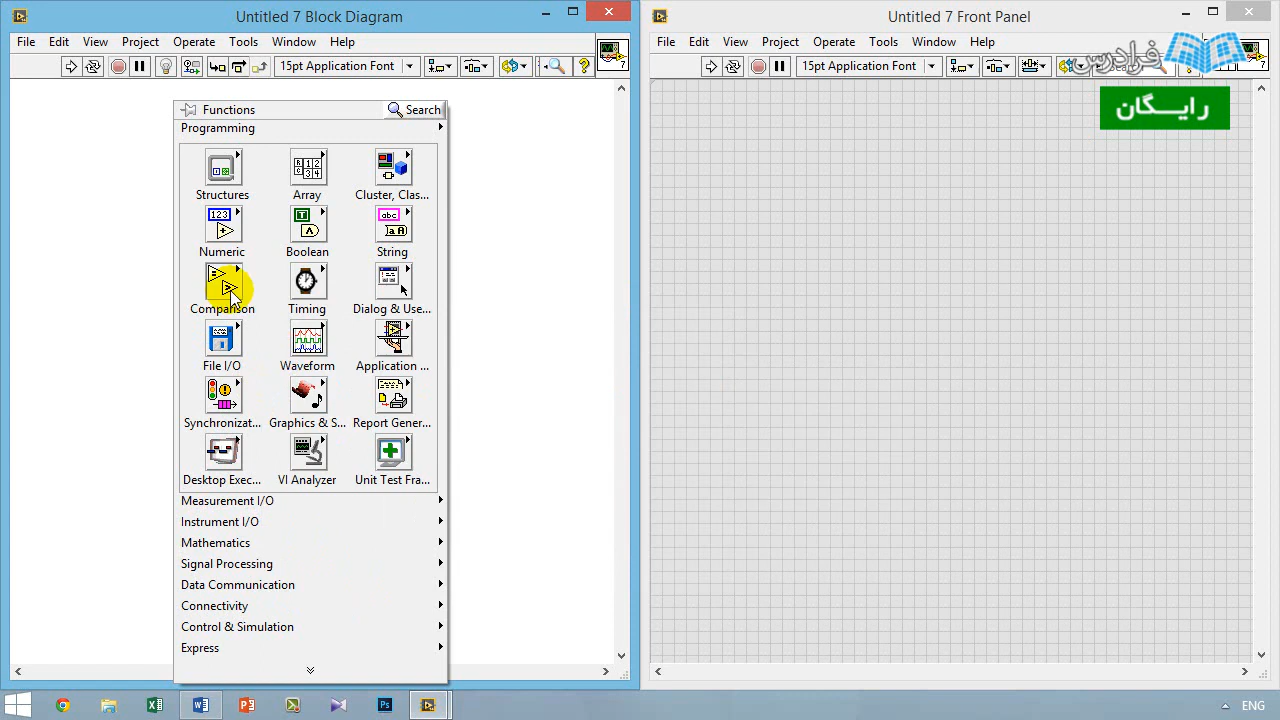 Untitled 7 Block Diagram
File Edit View Project Operate Tools Window Help
15pt Application Font
7
Functions
Search
Programming
Structures
Array
Cluster, Clas...
Numeric
Boolean
String
Comparison
Timing
Dialog & Use...
File I/O
Waveform
Application ...
Synchronizat...
Graphics & S...
Report Gener...
Desktop Exec...
VI Analyzer
Unit Test Fra...
Measurement I/O
Instrument I/O
Mathematics
Signal Processing
Data Communication
Connectivity
Control & Simulation
Express
Untitled 7 Front Panel
File Edit View Project Operate Tools Window Help
15pt Application Font
7
فرادرس
رایگان
ENG